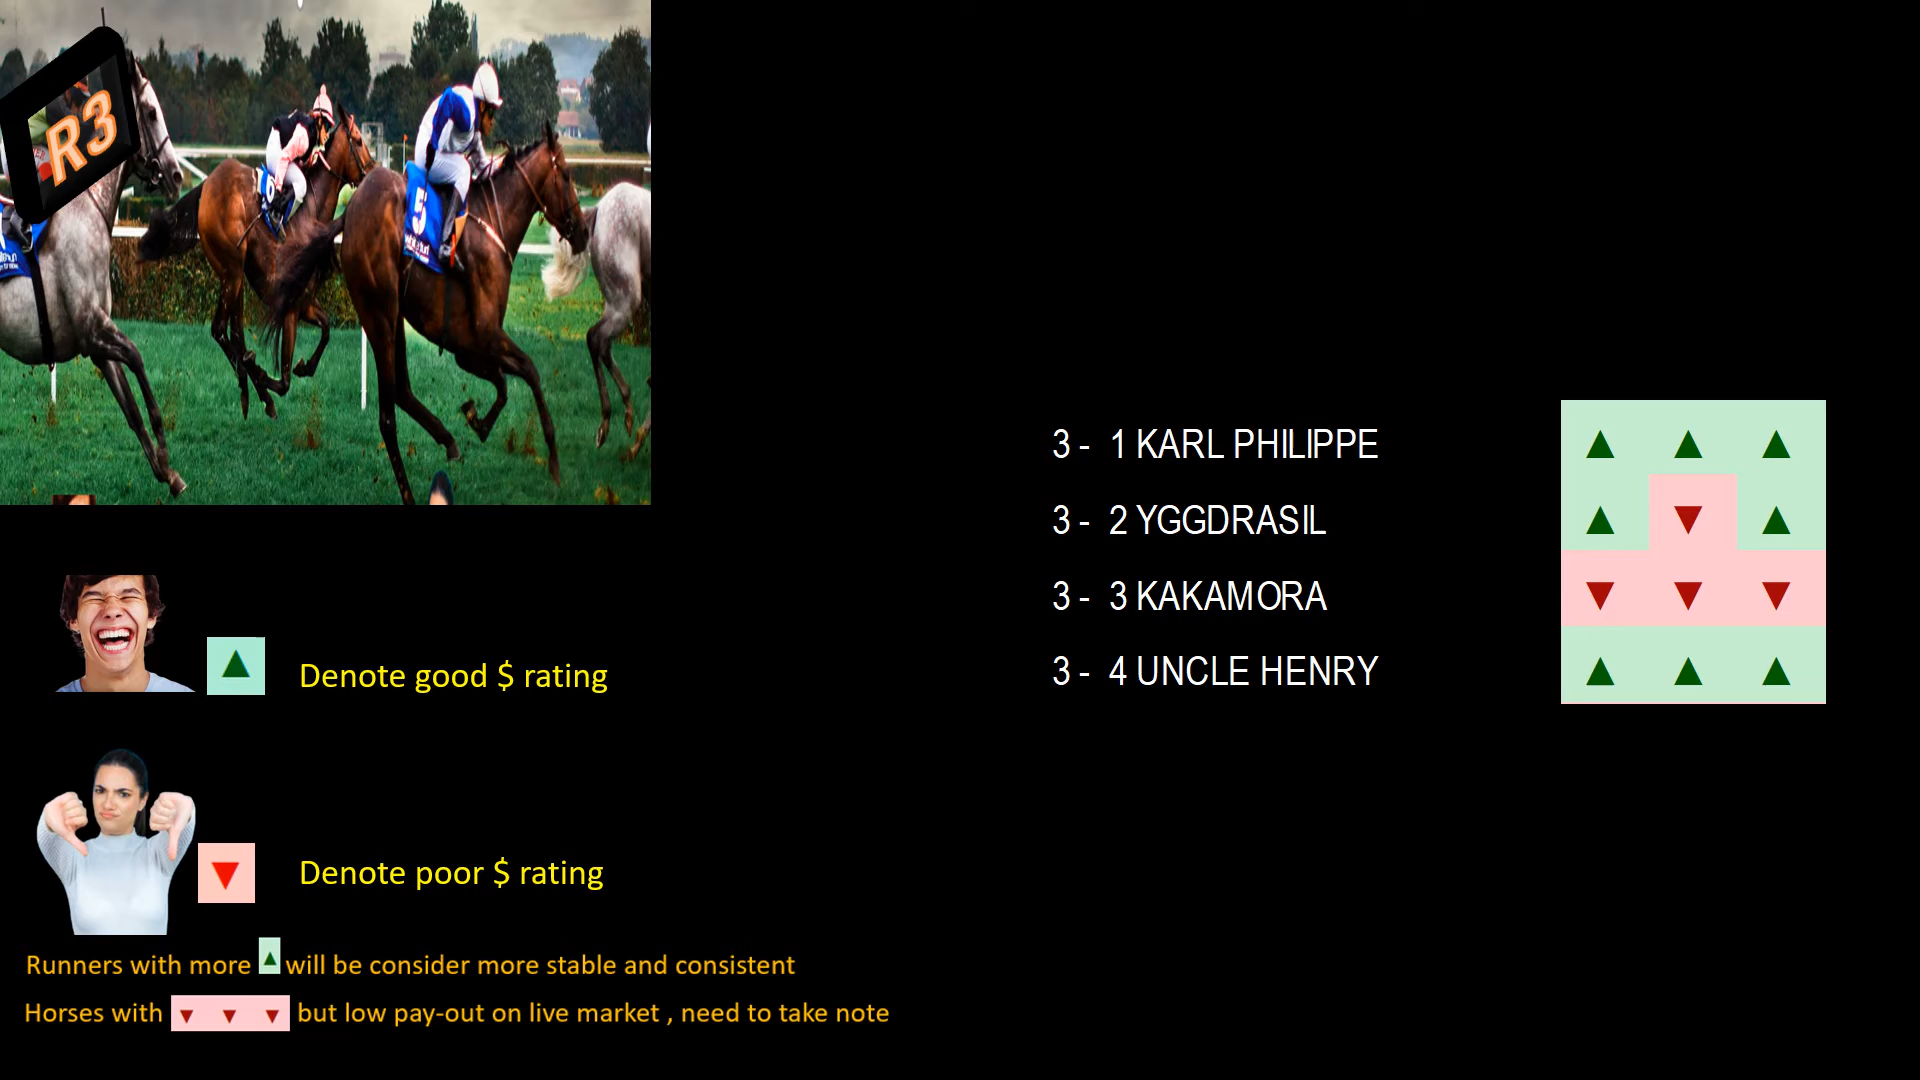 R3
6
5
3 - 1 KARL PHILIPPE ▲ ▲ ▲
3 - 2 YGGDRASIL ▲ ▼ ▲
3 - 3 KAKAMORA ▼ ▼ ▼
3 - 4 UNCLE HENRY ▲ ▲ ▲
▲ Denote good $ rating
▼ Denote poor $ rating
Runners with more ▲ will be consider more stable and consistent
Horses with ▼ ▼ ▼ but low pay-out on live market , need to take note